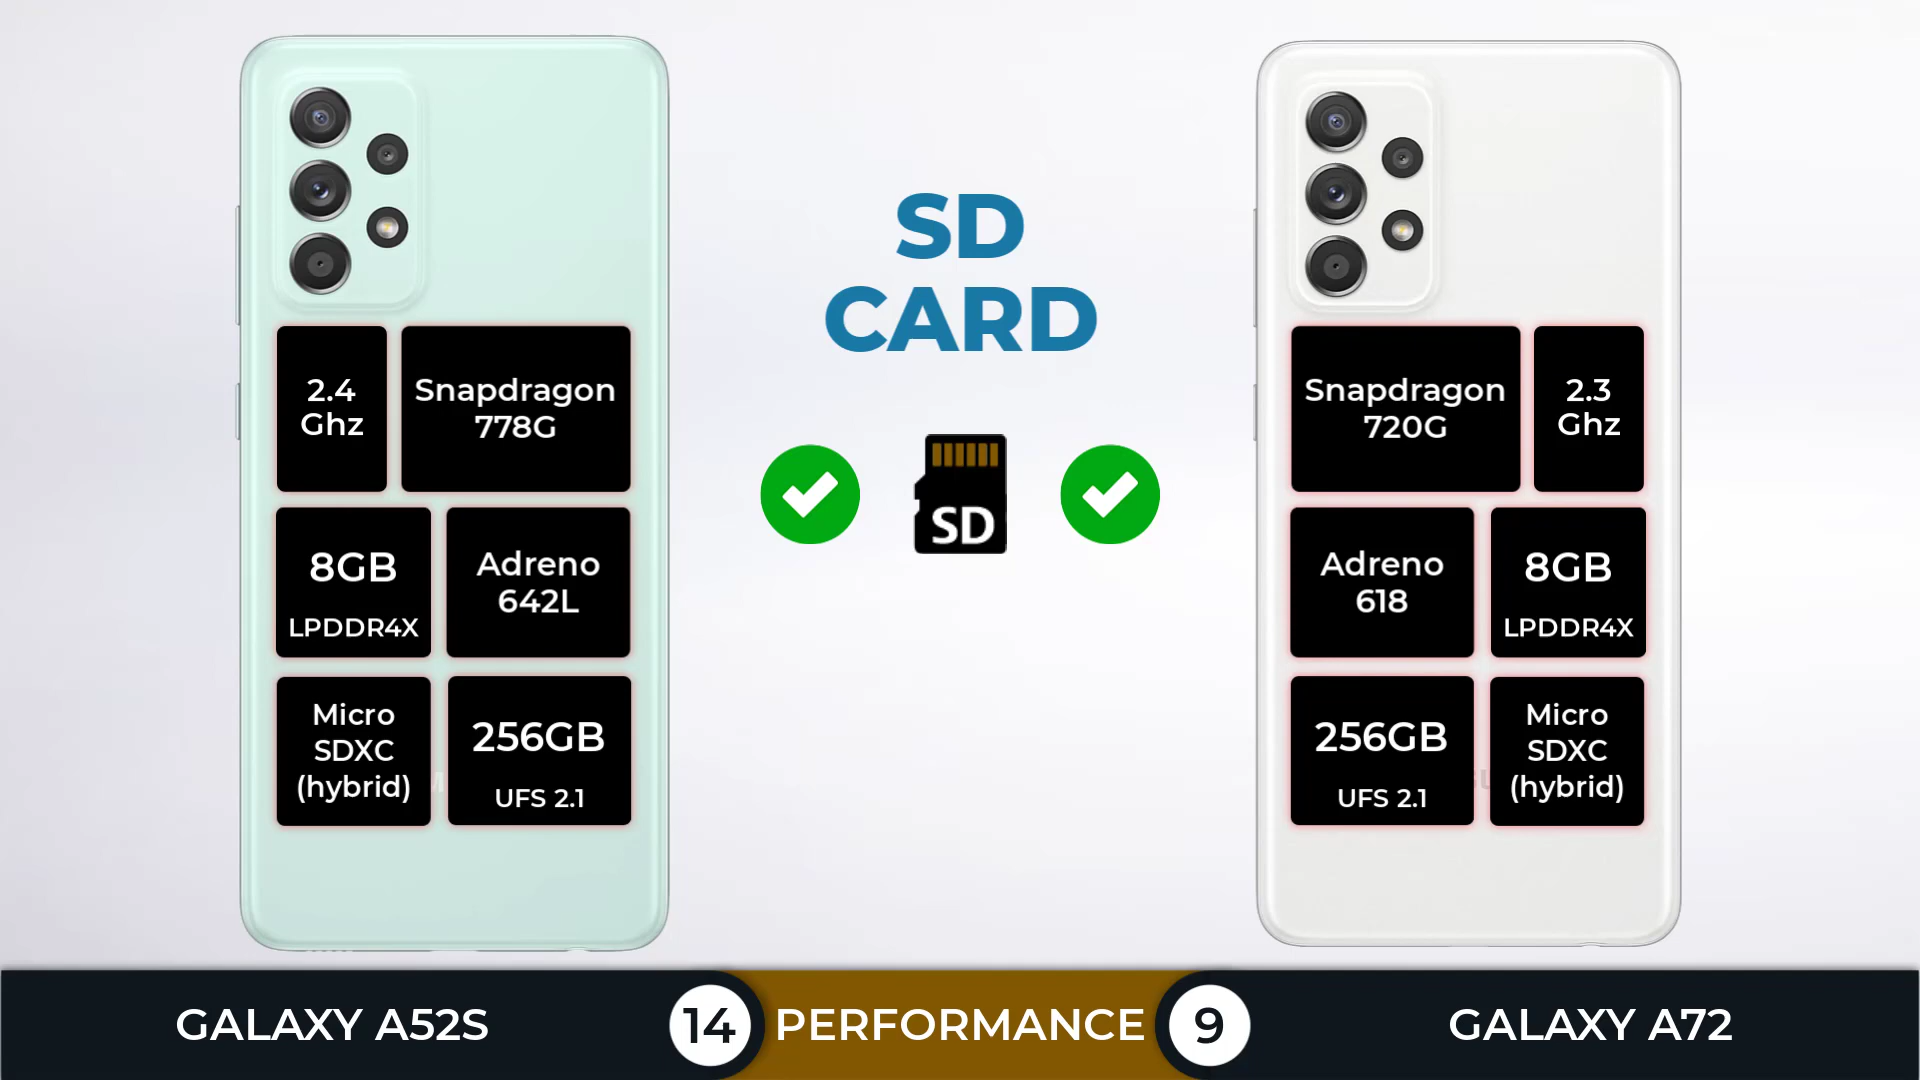 SD
CARD
2.4
Ghz
Snapdragon
778G
8GB
LPDDR4X
Adreno
642L
Micro
SDXC
(hybrid)
256GB
UFS 2.1
SD
Snapdragon
720G
2.3
Ghz
Adreno
618
8GB
LPDDR4X
256GB
UFS 2.1
Micro
SDXC
(hybrid)
GALAXY A52S
14
PERFORMANCE
9
GALAXY A72